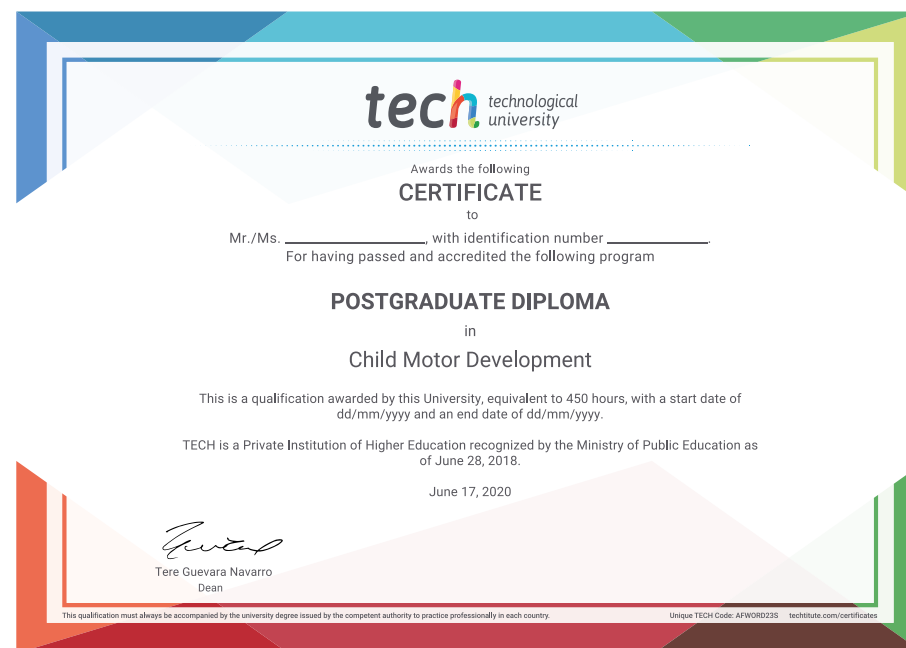 tech technological
university
Awards the following
CERTIFICATE
to
Mr./Ms. ____________________, with identification number ______________.
For having passed and accredited the following program
POSTGRADUATE DIPLOMA
in
Child Motor Development
This is a qualification awarded by this University, equivalent to 450 hours, with a start date of
dd/mm/yyyy and an end date of dd/mm/yyyy.
TECH is a Private Institution of Higher Education recognized by the Ministry of Public Education as
of June 28, 2018.
June 17, 2020
Tere Guevara Navarro
Dean
This qualification must always be accompanied by the university degree issued by the competent authority to practice professionally in each country. Unique TECH Code: AFWORD23S techtitute.com/certificates